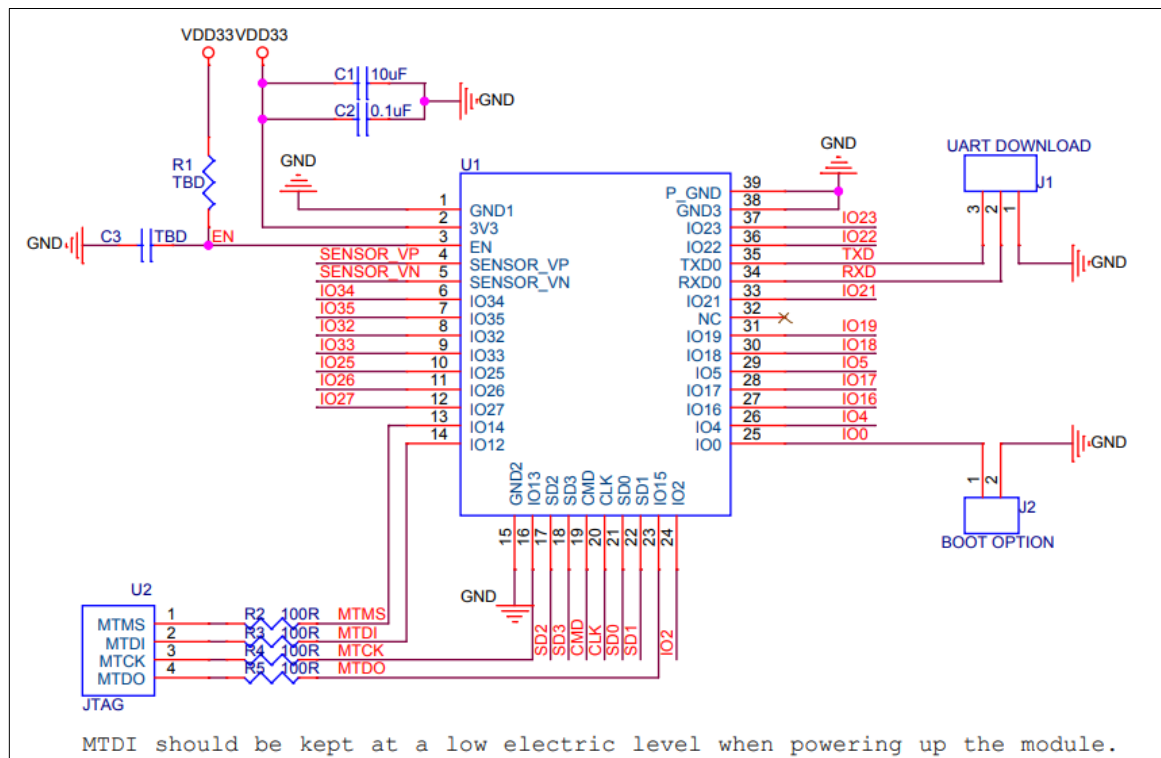 VDD33 VDD33
C1 10uF
GND
C2 0.1uF
R1
TBD
GND
GND C3 TBD EN
U1
1 GND1
2 3V3
3 EN
SENSOR_VP 4 SENSOR_VP
SENSOR_VN 5 SENSOR_VN
IO34 6 IO34
IO35 7 IO35
IO32 8 IO32
IO33 9 IO33
IO25 10 IO25
IO26 11 IO26
IO27 12 IO27
13 IO14
14 IO12
GND
P_GND 39
GND3 38
IO23 37 IO23
IO22 36 IO22
TXD0 35 TXD
RXD0 34 RXD
IO21 33 IO21
NC 32
IO19 31 IO19
IO18 30 IO18
IO5 29 IO5
IO17 28 IO17
IO16 27 IO16
IO4 26 IO4
IO0 25 IO0
UART DOWNLOAD
J1
3 2 1
GND
GND
1 2
J2
BOOT OPTION
GND2 IO13 SD2 SD3 CMD CLK SD0 SD1 IO15 IO2
15 16 17 18 19 20 21 22 23 24
GND
SD2 SD3 CMD CLK SD0 SD1 IO2
U2
MTMS 1 R2 100R MTMS
MTDI 2 R3 100R MTDI
MTCK 3 R4 100R MTCK
MTDO 4 R5 100R MTDO
JTAG
MTDI should be kept at a low electric level when powering up the module.